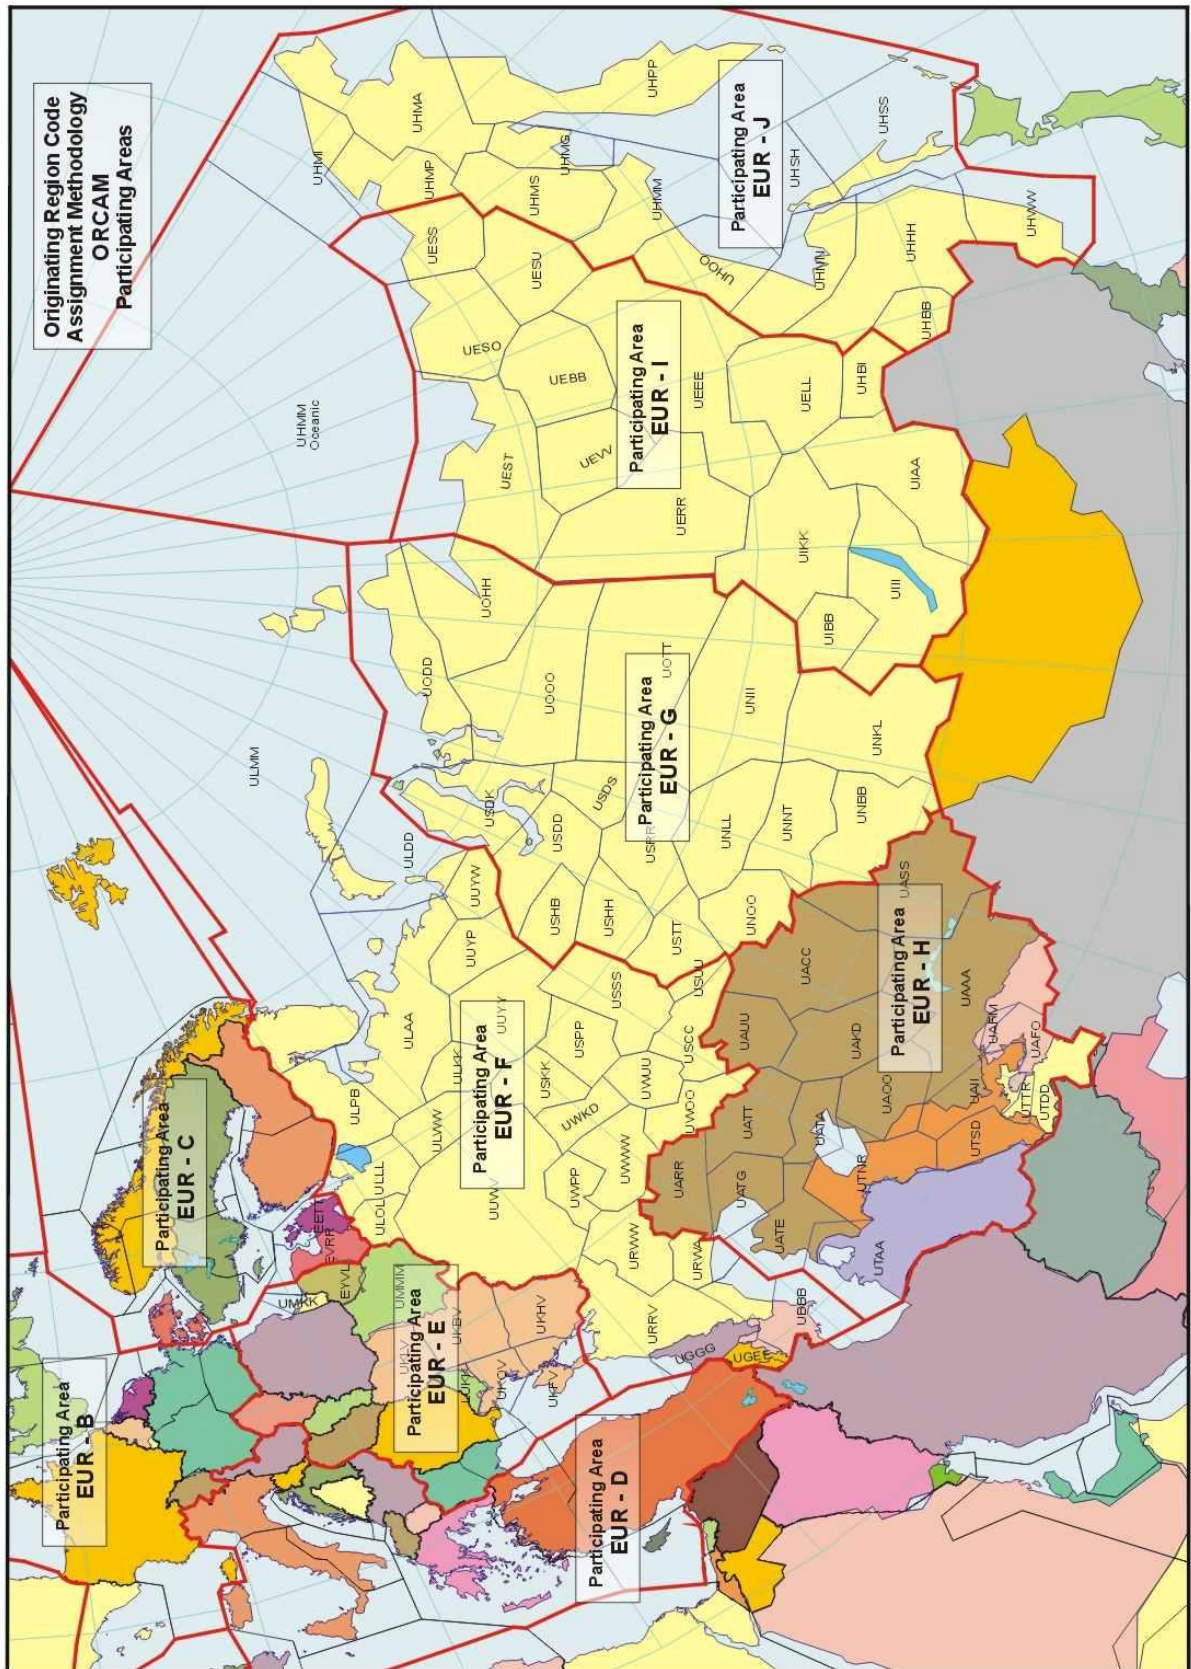 Originating Region Code
Assignment Methodology
ORCAM
Participating Areas
Participating Area
EUR - B
Participating Area
EUR - C
Participating Area
EUR - D
Participating Area
EUR - E
Participating Area
EUR - F
Participating Area
EUR - G
Participating Area
EUR - H
Participating Area
EUR - I
Participating Area
EUR - J
UHMM
Oceanic
ULMM
ULDD
UHMI
UHMA
UHPP
UHMP
UHMG
UHMS
UHMM
UHSH
UHSS
UESS
UESU
UHOO
UHNN
UHHH
UHWW
UHBB
UESO
UEBB
UEEE
UELL
UHBI
UEST
UEVV
UERR
UIAA
UIKK
UIII
UIBB
UOHH
UODD
UOOO
UOTT
UNII
UNKL
USDK
USDD
USDS
USRR
UNLL
UNNT
UNBB
UUYW
USHB
USHH
USTT
UNOO
UUYP
UUYY
USSS
USUU
ULAA
ULKK
USPP
USCC
USKK
UWUU
UWOO
ULPB
ULWW
UWKD
UWWW
ULLL
ULOL
UUWV
UWPP
URWW
URWA
URRV
EETT
EVRR
EYVL
UMKK
UMMM
UKBV
UKLV
UKHV
UKOV
UKFV
LUKK
UGGG
UGEE
UBBB
UASS
UACC
UAAA
UAUU
UAKD
UAOO
UAII
UAFM
UAFO
UATT
UATA
UARR
UATG
UATE
UTNR
UTSD
UTTR
UTDD
UTAA